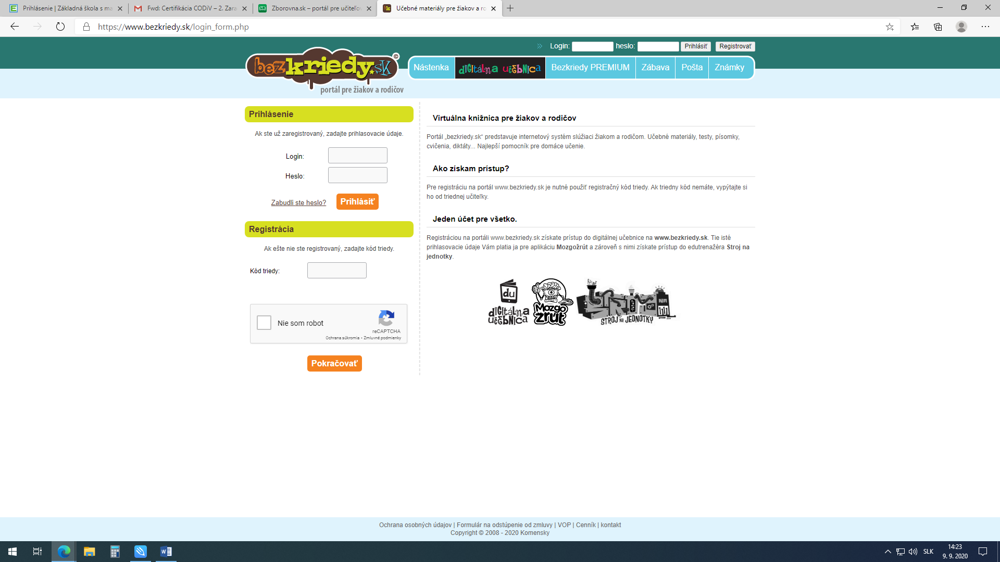 Prihlásenie | Základná škola s ma
Fwd: Certifikácia CODiV – 2. Zara
Zborovna.sk – portál pre učiteľov
Učebné materiály pre žiakov a ro
https://www.bezkriedy.sk/login_form.php
Login: heslo: Prihlásiť Registrovať
bezkriedy.sk ©
portál pre žiakov a rodičov
Nástenka digitálna učebnica Bezkriedy PREMIUM Zábava Pošta Známky
Prihlásenie
Ak ste už zaregistrovaný, zadajte prihlasovacie údaje.
Login:
Heslo:
Zabudli ste heslo? Prihlásiť
Registrácia
Ak ešte nie ste registrovaný, zadajte kód triedy.
Kód triedy:
Nie som robot
reCAPTCHA
Ochrana súkromia - Zmluvné podmienky
Pokračovať
Virtuálna knižnica pre žiakov a rodičov
Portál „bezkriedy.sk“ predstavuje internetový systém slúžiaci žiakom a rodičom. Učebné materiály, testy, písomky,
cvičenia, diktáty... Najlepší pomocník pre domáce učenie.
Ako získam prístup?
Pre registráciu na portál www.bezkriedy.sk je nutné použiť registračný kód triedy. Ak triedny kód nemáte, vypýtajte si
ho od triednej učiteľky.
Jeden účet pre všetko.
Registráciou na portáli www.bezkriedy.sk získate prístup do digitálnej učebnice na www.bezkriedy.sk. Tie isté
prihlasovacie údaje Vám platia ja pre aplikáciu Mozgožrút a zároveň s nimi získate prístup do edutrenažéra Stroj na
jednotky.
du
digitálna
učebnica
Mozgo
žrút
STROJ
NA
STROJ NA JEDNOTKY
Ochrana osobných údajov | Formulár na odstúpenie od zmluvy | VOP | Cenník | kontakt
Copyright © 2008 - 2020 Komensky
SLK
14:23
9. 9. 2020